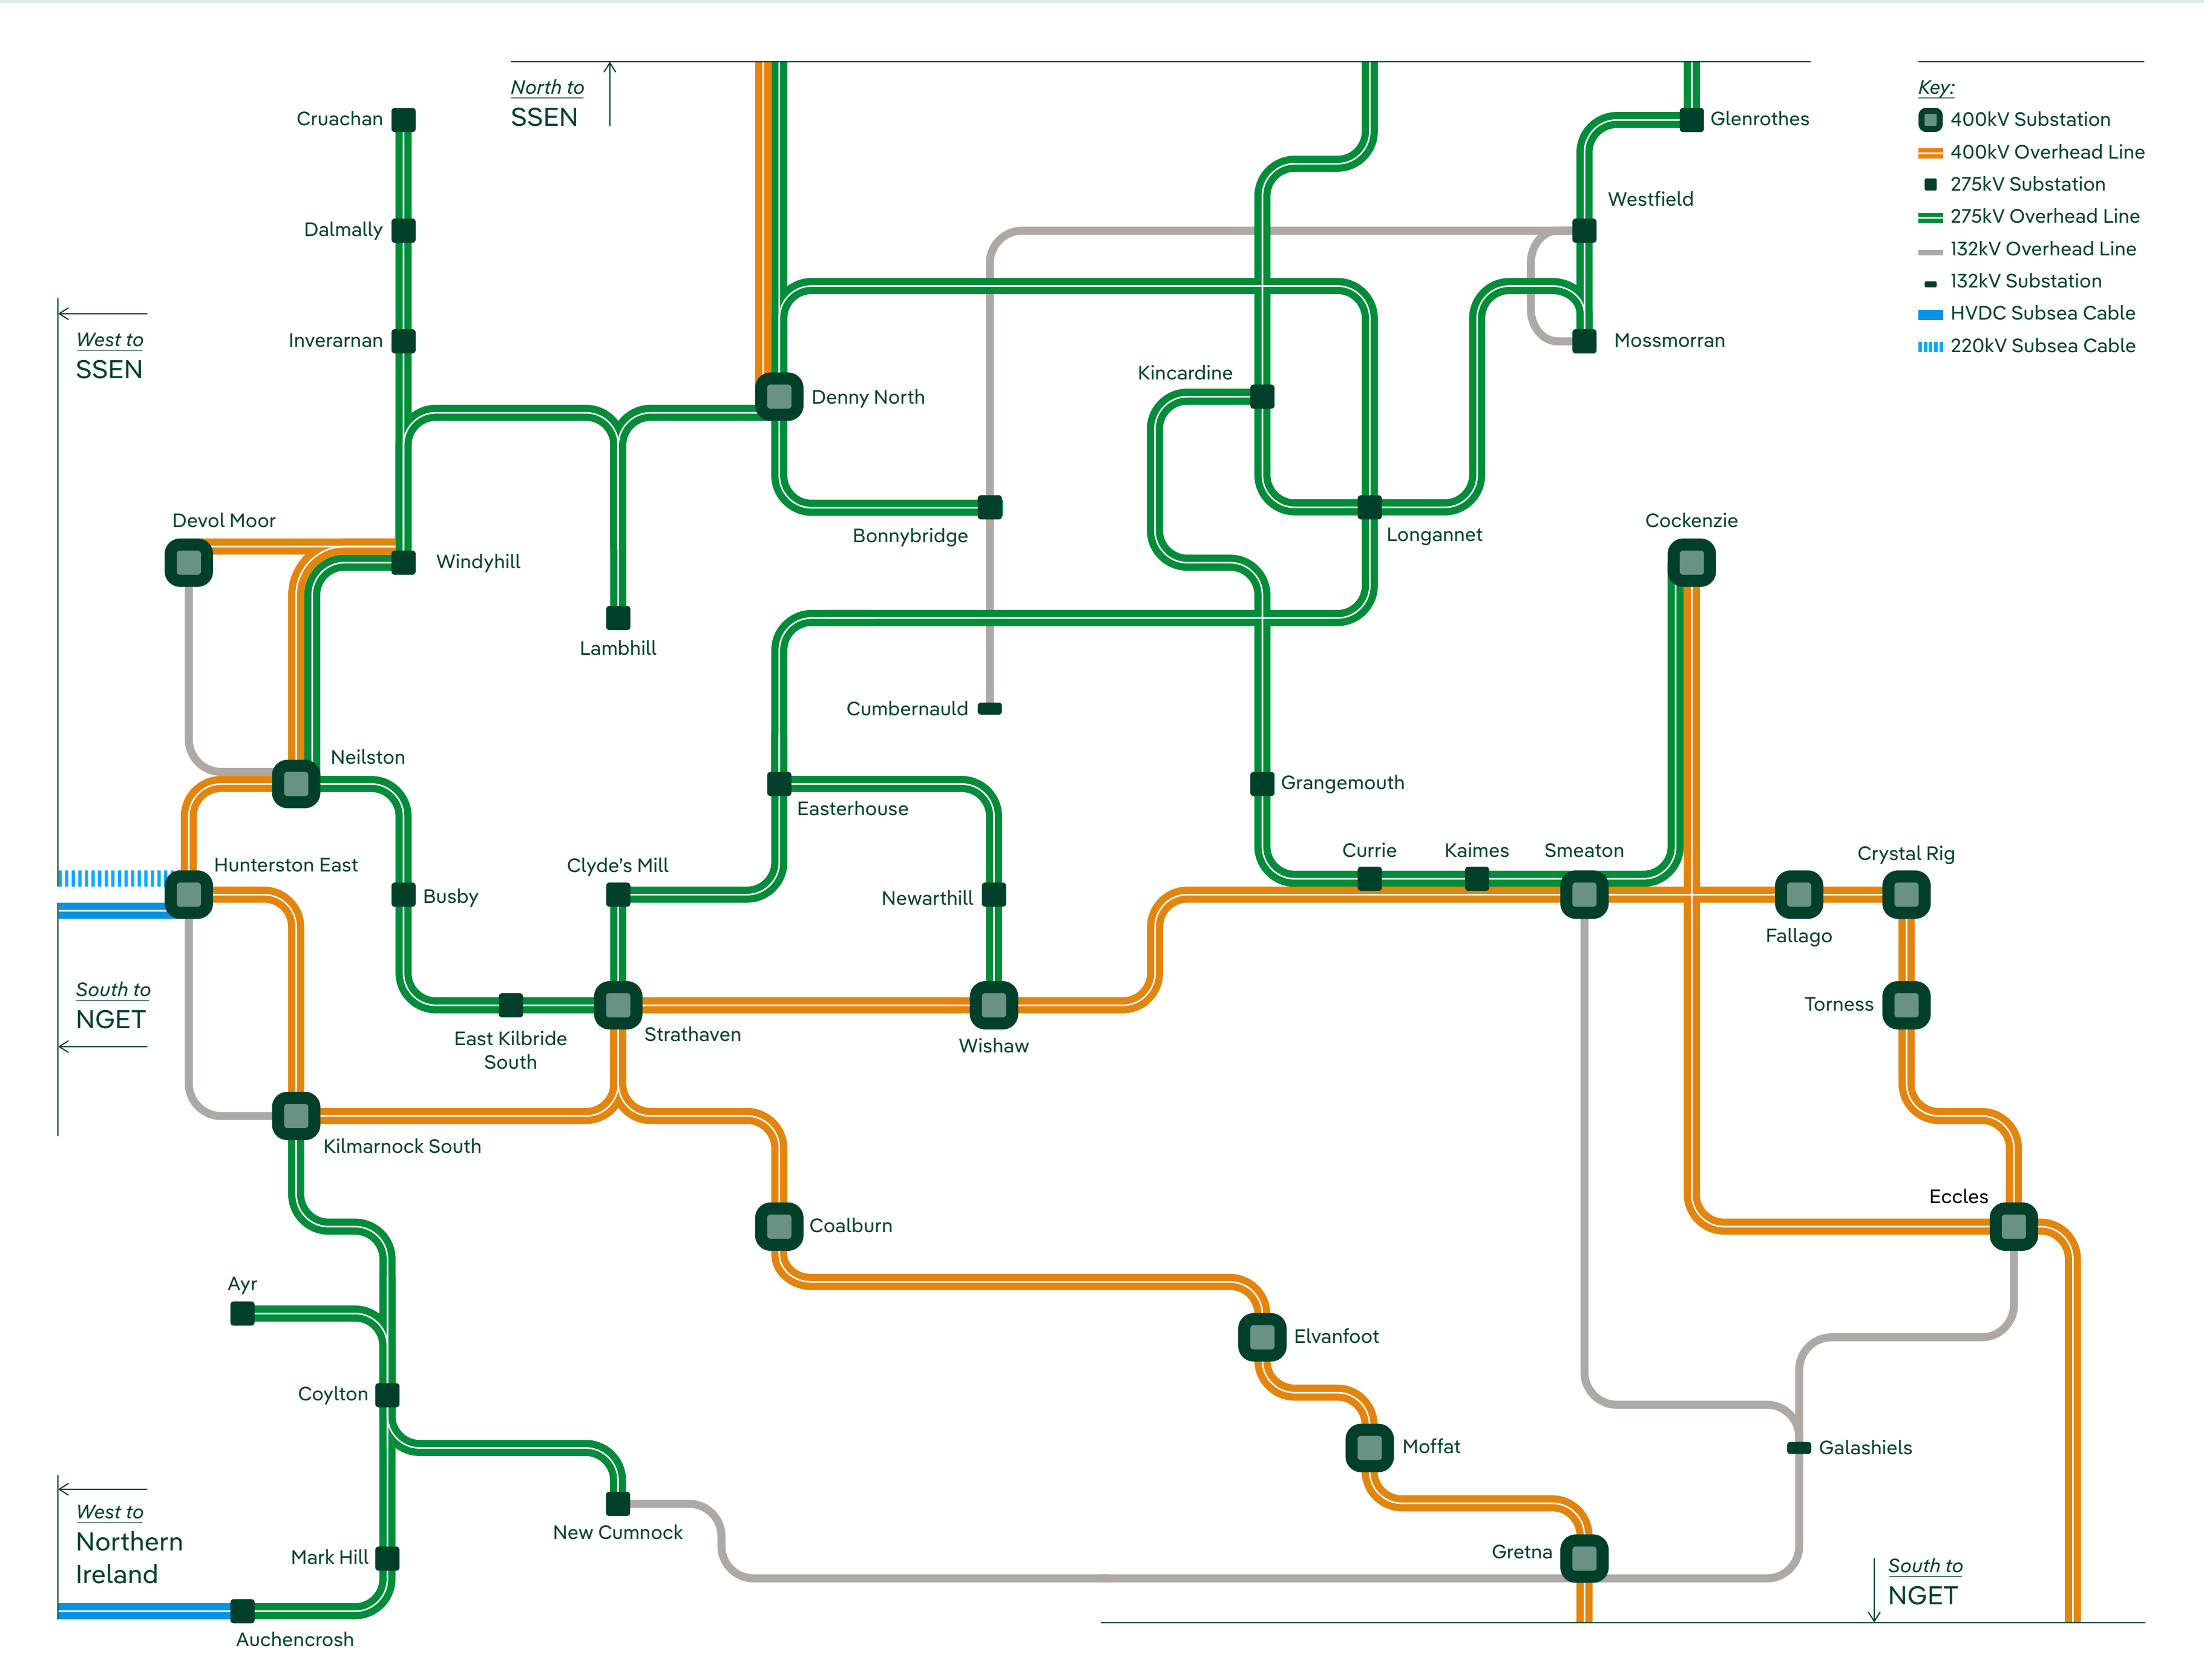 North to
SSEN
Key:
400kV Substation
400kV Overhead Line
275kV Substation
275kV Overhead Line
132kV Overhead Line
132kV Substation
HVDC Subsea Cable
220kV Subsea Cable
Cruachan
Glenrothes
Westfield
Dalmally
West to
SSEN
Inverarnan
Mossmorran
Kincardine
Denny North
Devol Moor
Cockenzie
Bonnybridge
Longannet
Windyhill
Lambhill
Cumbernauld
Neilston
Grangemouth
Easterhouse
Hunterston East
Clyde’s Mill
Currie
Kaimes
Smeaton
Crystal Rig
Busby
Newarthill
Fallago
South to
NGET
Torness
East Kilbride
South
Strathaven
Wishaw
Kilmarnock South
Eccles
Coalburn
Ayr
Elvanfoot
Coylton
Moffat
Galashiels
West to
Northern
Ireland
New Cumnock
Mark Hill
Gretna
South to
NGET
Auchencrosh